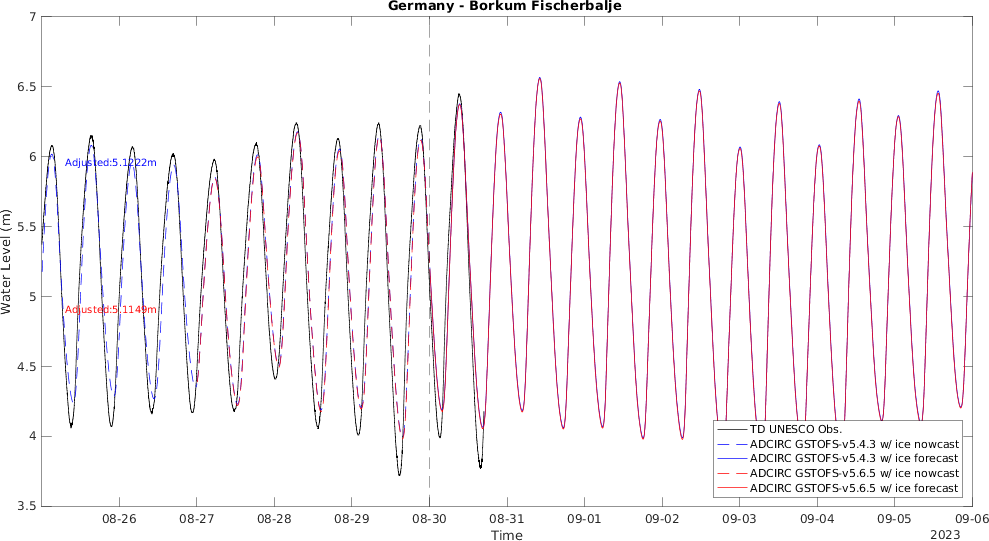 Germany - Borkum Fischerbalje
7
6.5
6
5.5
5
4.5
4
3.5
Water Level (m)
Adjusted:5.1222m
Adjusted:5.1149m
TD UNESCO Obs.
ADCIRC GSTOFS-v5.4.3 w/ ice nowcast
ADCIRC GSTOFS-v5.4.3 w/ ice forecast
ADCIRC GSTOFS-v5.6.5 w/ ice nowcast
ADCIRC GSTOFS-v5.6.5 w/ ice forecast
08-26 08-27 08-28 08-29 08-30 08-31 09-01 09-02 09-03 09-04 09-05 09-06
Time
2023